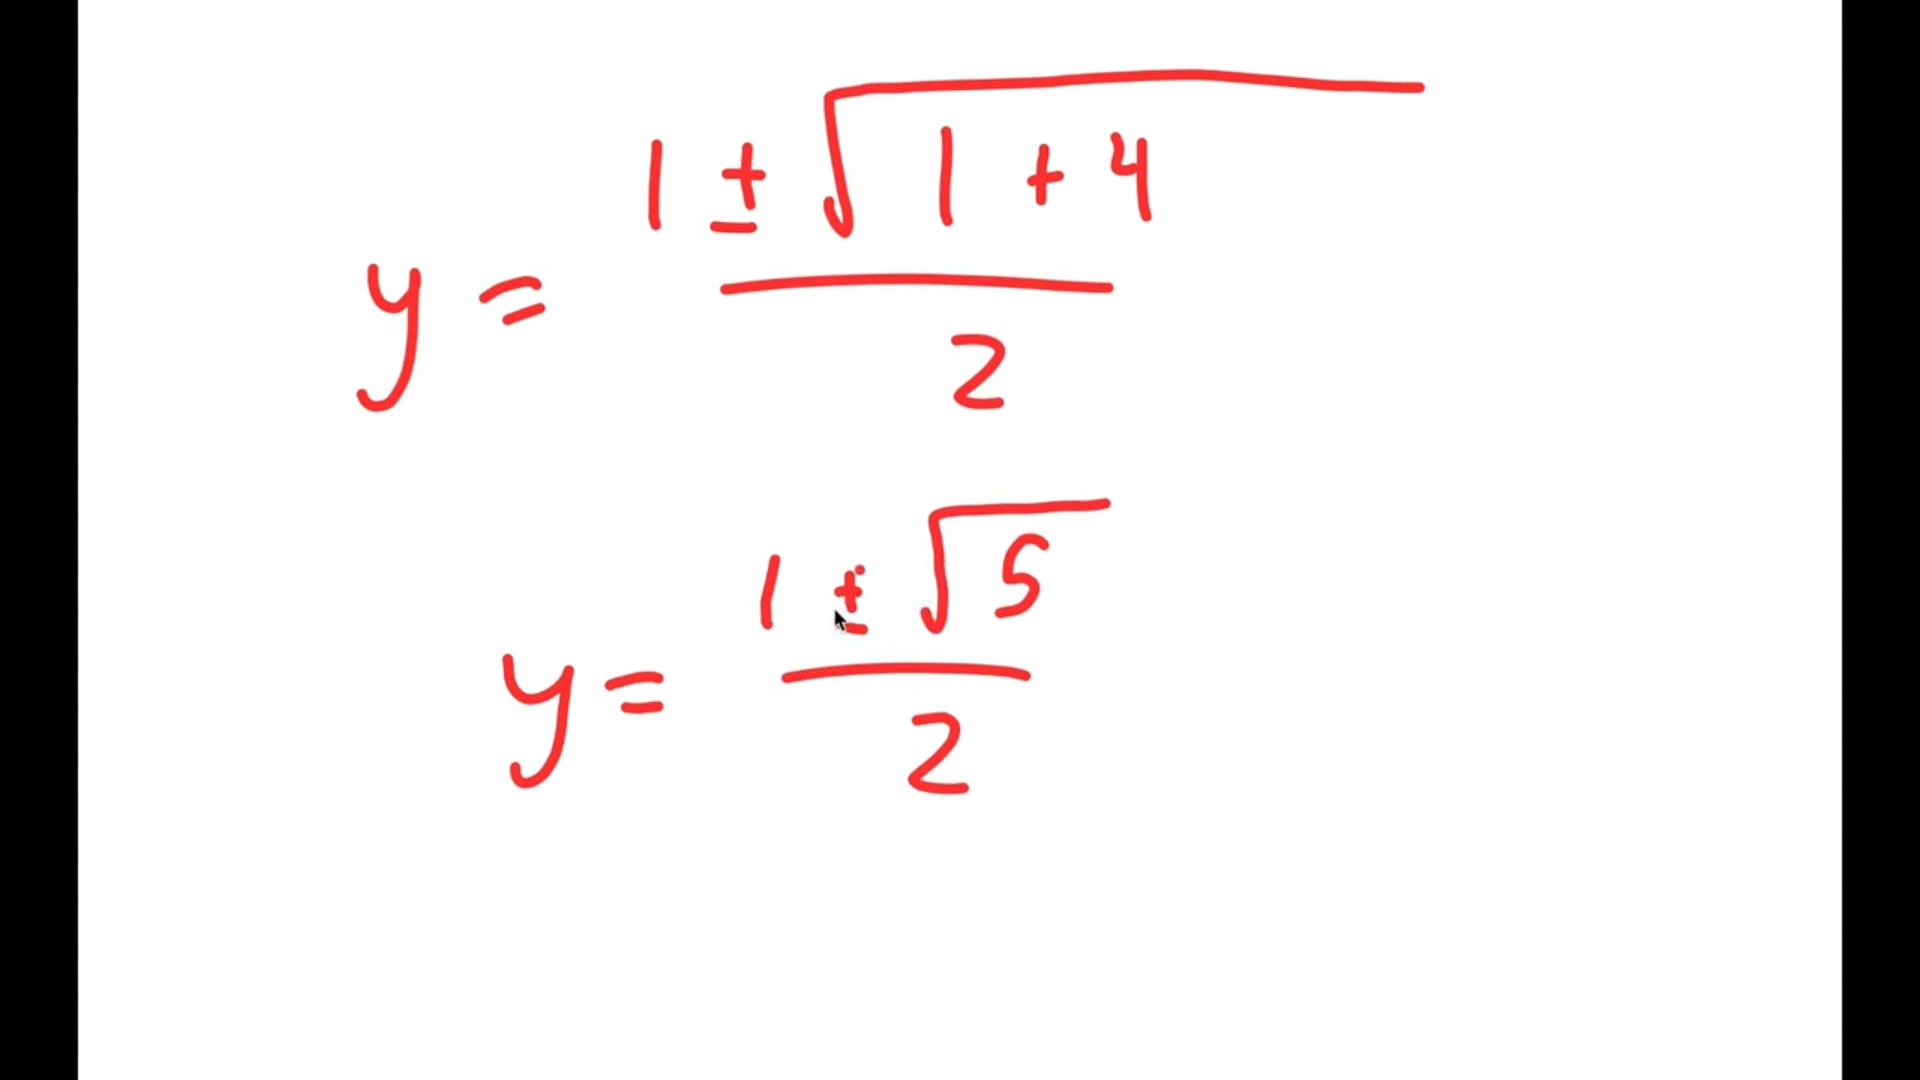 y = (1 ± √(1 + 4)) / 2
y = (1 ± √5) / 2